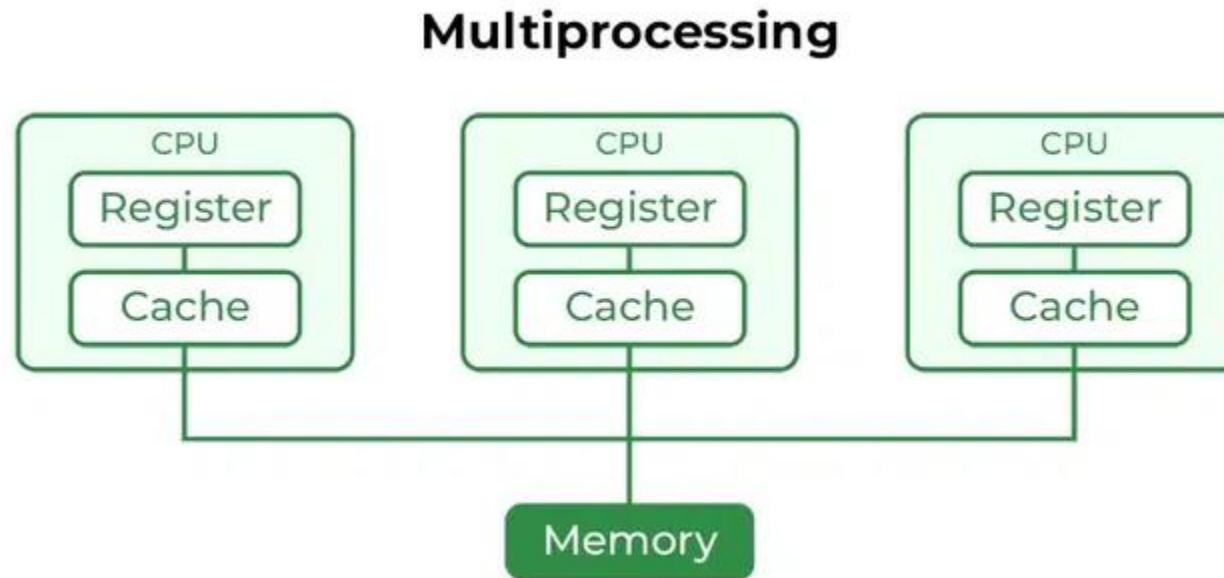 Multiprocessing
CPU
CPU
CPU
Register
Register
Register
Cache
Cache
Cache
Memory